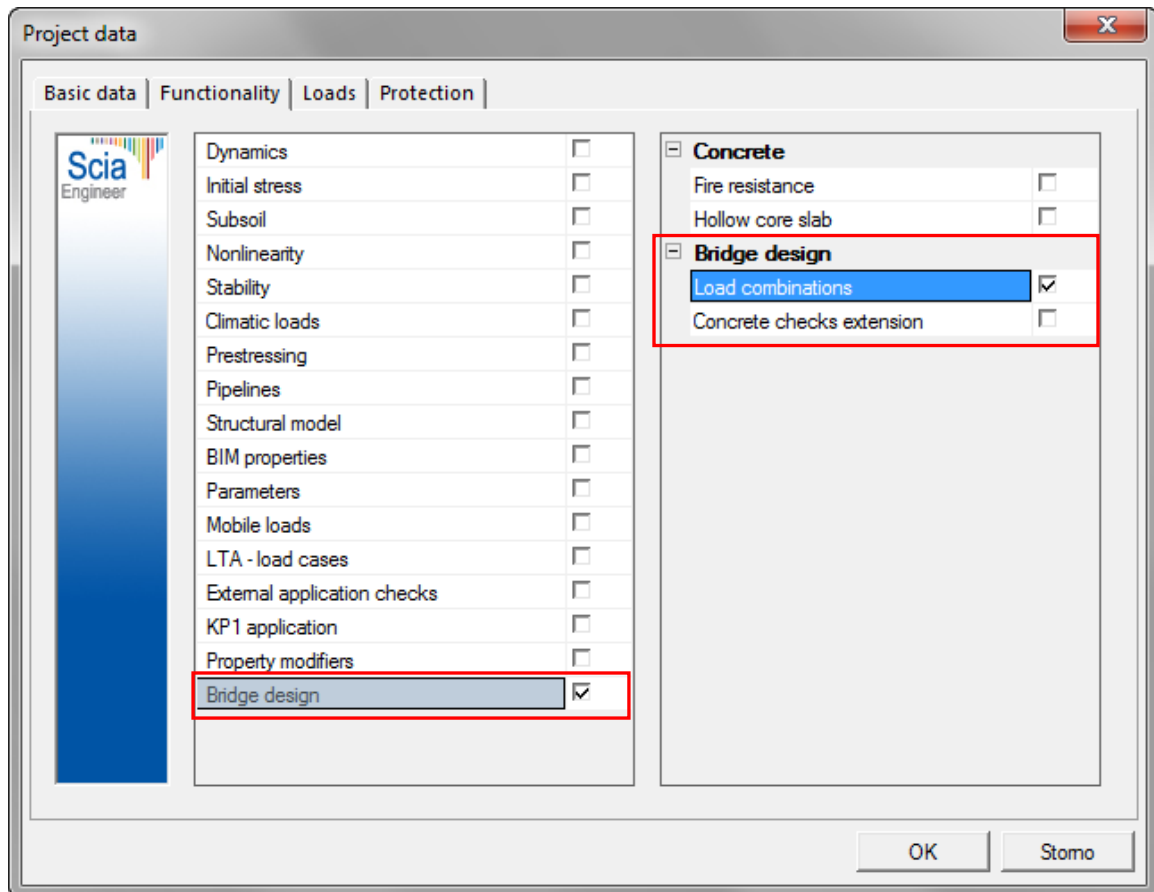 Project data
Basic data
Functionality
Loads
Protection
Scia
Engineer
Dynamics
Initial stress
Subsoil
Nonlinearity
Stability
Climatic loads
Prestressing
Pipelines
Structural model
BIM properties
Parameters
Mobile loads
LTA - load cases
External application checks
KP1 application
Property modifiers
Bridge design
Concrete
Fire resistance
Hollow core slab
Bridge design
Load combinations
Concrete checks extension
OK
Storno